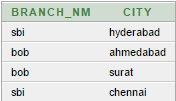 BRANCH_NM CITY
sbi hyderabad
bob ahmedabad
bob surat
sbi chennai